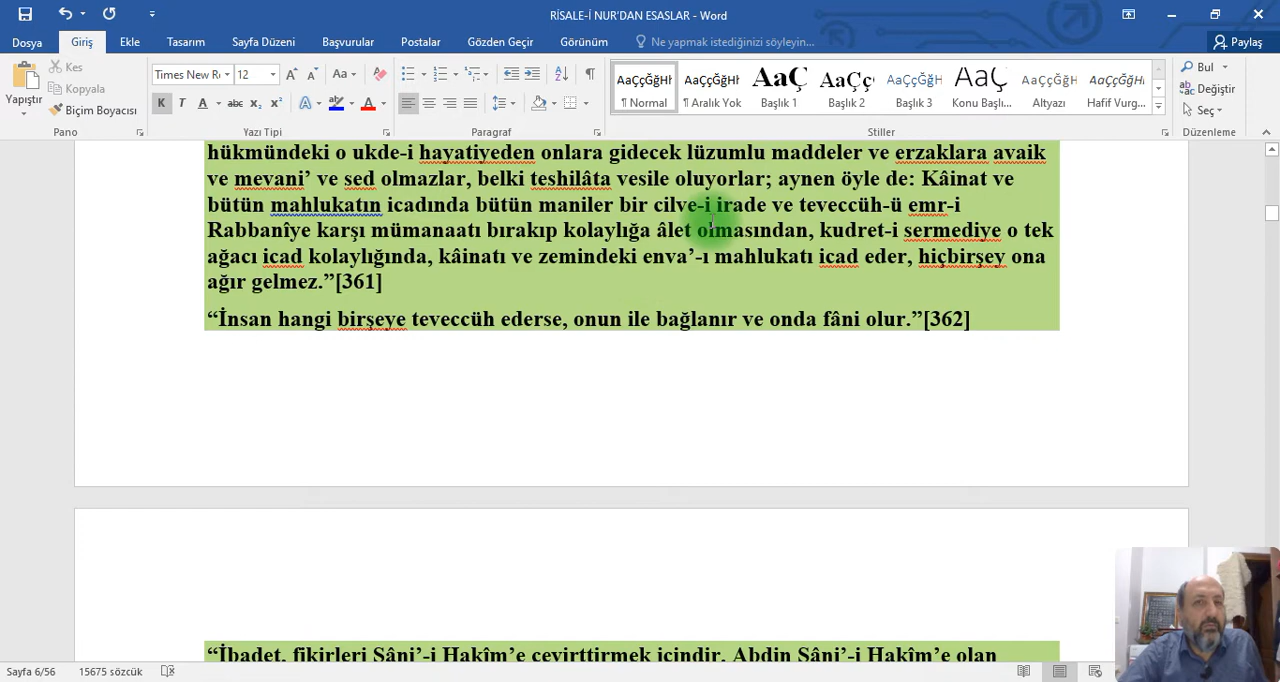 RİSALE-İ NUR'DAN ESASLAR - Word
Dosya Giriş Ekle Tasarım Sayfa Düzeni Başvurular Postalar Gözden Geçir Görünüm Ne yapmak istediğinizi söyleyin... Paylaş
Yapıştır
Kes
Kopyala
Biçim Boyacısı
Pano
Times New Ro 12
Yazı Tipi
Paragraf
AaÇçĞğHł AaÇçĞğHł AaÇ AaÇç AaÇçĞğH AaÇ AaÇçĞğH AaÇçĞğHł
¶ Normal ¶ Aralık Yok Başlık 1 Başlık 2 Başlık 3 Konu Başlı... Altyazı Hafif Vurg...
Stiller
Bul
Değiştir
Seç
Düzenleme
hükmündeki o ukde-i hayatiyeden onlara gidecek lüzumlu maddeler ve erzaklara avaik
ve mevani’ ve sed olmazlar, belki teshilâta vesile oluyorlar; aynen öyle de: Kâinat ve
bütün mahlukatın icadında bütün maniler bir cilve-i irade ve teveccüh-ü emr-i
Rabbanîye karşı mümanaatı bırakıp kolaylığa âlet olmasından, kudret-i sermediye o tek
ağacı icad kolaylığında, kâinatı ve zemindeki enva’-ı mahlukatı icad eder, hiçbirşey ona
ağır gelmez.”[361]
“İnsan hangi birşeye teveccüh ederse, onun ile bağlanır ve onda fâni olur.”[362]
“İbadet, fikirleri Sâni’-i Hakîm’e çevirttirmek içindir. Abdin Sâni’-i Hakîm’e olan
Sayfa 6/56 15675 sözcük